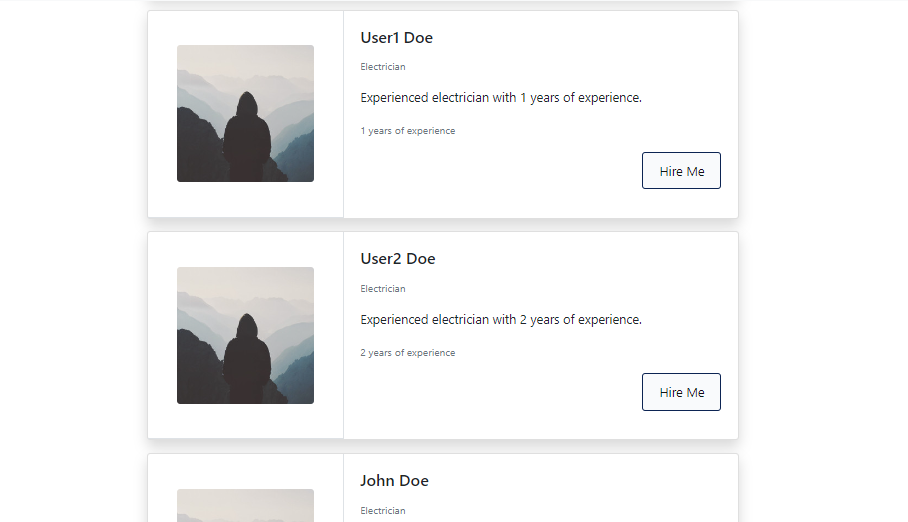 User1 Doe
Electrician
Experienced electrician with 1 years of experience.
1 years of experience
Hire Me
User2 Doe
Electrician
Experienced electrician with 2 years of experience.
2 years of experience
Hire Me
John Doe
Electrician